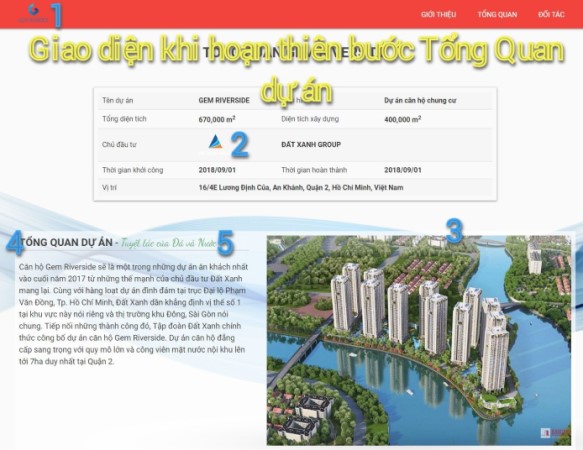 1
GIỚI THIỆU TỔNG QUAN ĐỐI TÁC
Giao diện khi hoạn thiên bước Tổng Quan
dự án
Tên dự án GEM RIVERSIDE Dự án căn hộ chung cư
Tổng diện tích 670,000 m² Diện tích xây dựng 400,000 m²
Chủ đầu tư 2 ĐẤT XANH GROUP
Thời gian khởi công 2018/09/01 Thời gian hoàn thành 2018/09/01
Vị trí 16/4E Lương Định Của, An Khánh, Quận 2, Hồ Chí Minh, Việt Nam
3
4 TỔNG QUAN DỰ ÁN - Tuyệt tác của Đá và Nước 5
Căn hộ Gem Riverside sẽ là một trong những dự án ăn khách nhất
vào cuối năm 2017 từ những thế mạnh của chủ đầu tư Đất Xanh
mang lại. Cùng với hàng loạt dự án đình đám tại trục Đại lộ Phạm
Văn Đồng, Tp. Hồ Chí Minh, Đất Xanh dần khẳng định vị thế số 1
tại khu vực này nói riêng và thị trường khu Đông, Sài Gòn nói
chung. Tiếp nối những thành công đó, Tập đoàn Đất Xanh chính
thức công bố dự án căn hộ Gem Riverside. Dự án căn hộ đẳng
cấp sang trọng với quy mô lớn và công viên mặt nước nội khu lên
tới 7ha duy nhất tại Quận 2.